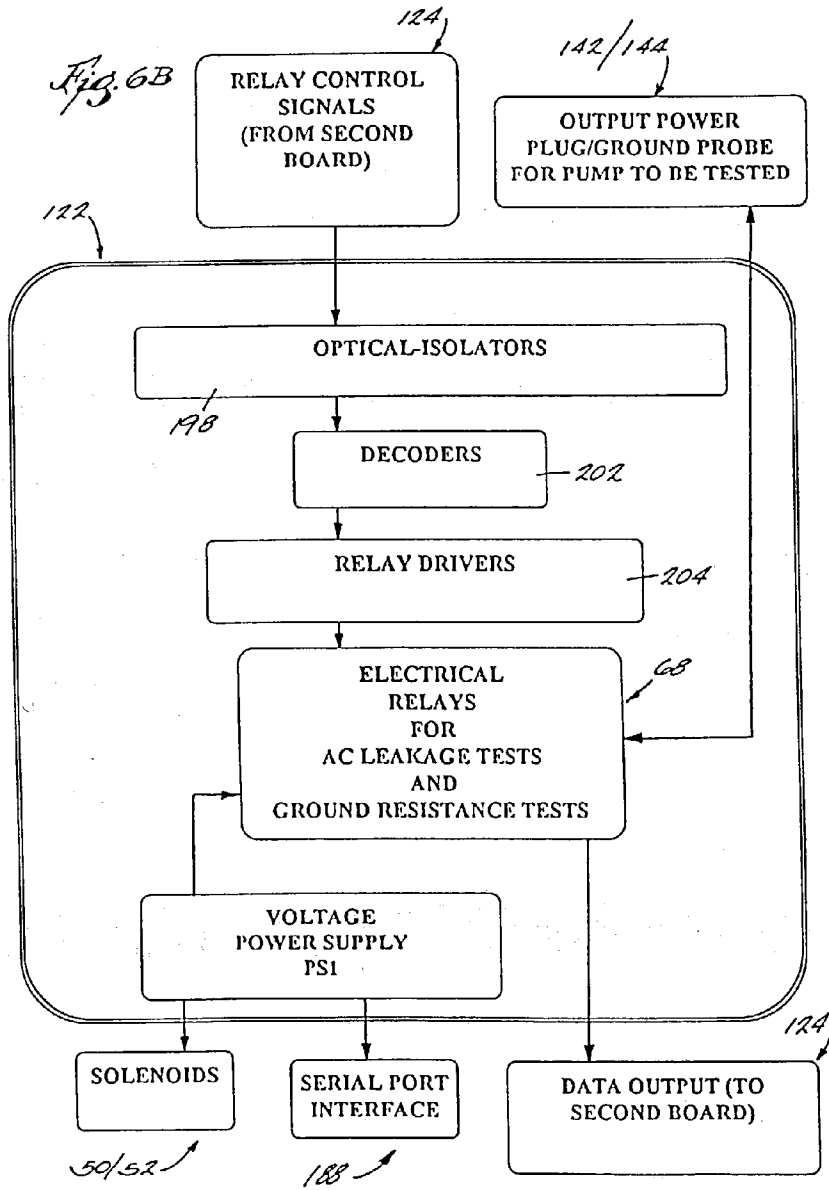 Fig. 6B
124
142/144
RELAY CONTROL
SIGNALS
(FROM SECOND
BOARD)
OUTPUT POWER
PLUG/GROUND PROBE
FOR PUMP TO BE TESTED
122
OPTICAL-ISOLATORS
198
DECODERS
202
RELAY DRIVERS
204
ELECTRICAL
RELAYS
FOR
AC LEAKAGE TESTS
AND
GROUND RESISTANCE TESTS
68
VOLTAGE
POWER SUPPLY
PS1
124
SOLENOIDS
SERIAL PORT
INTERFACE
DATA OUTPUT (TO
SECOND BOARD)
50/52
188